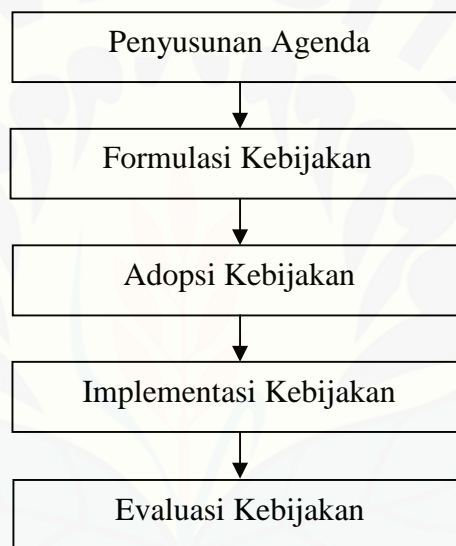 Penyusunan Agenda
Formulasi Kebijakan
Adopsi Kebijakan
Implementasi Kebijakan
Evaluasi Kebijakan